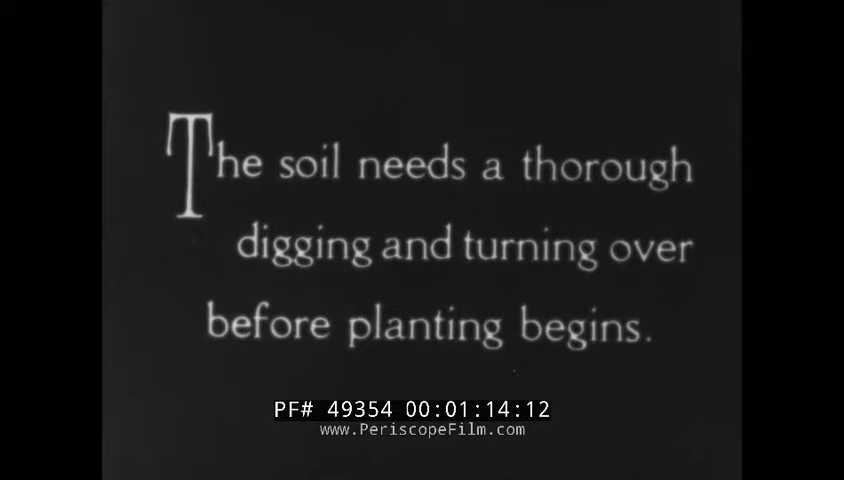 The soil needs a thorough
digging and turning over
before planting begins.
PF# 49354 00:01:14:12
www.PeriscopeFilm.com